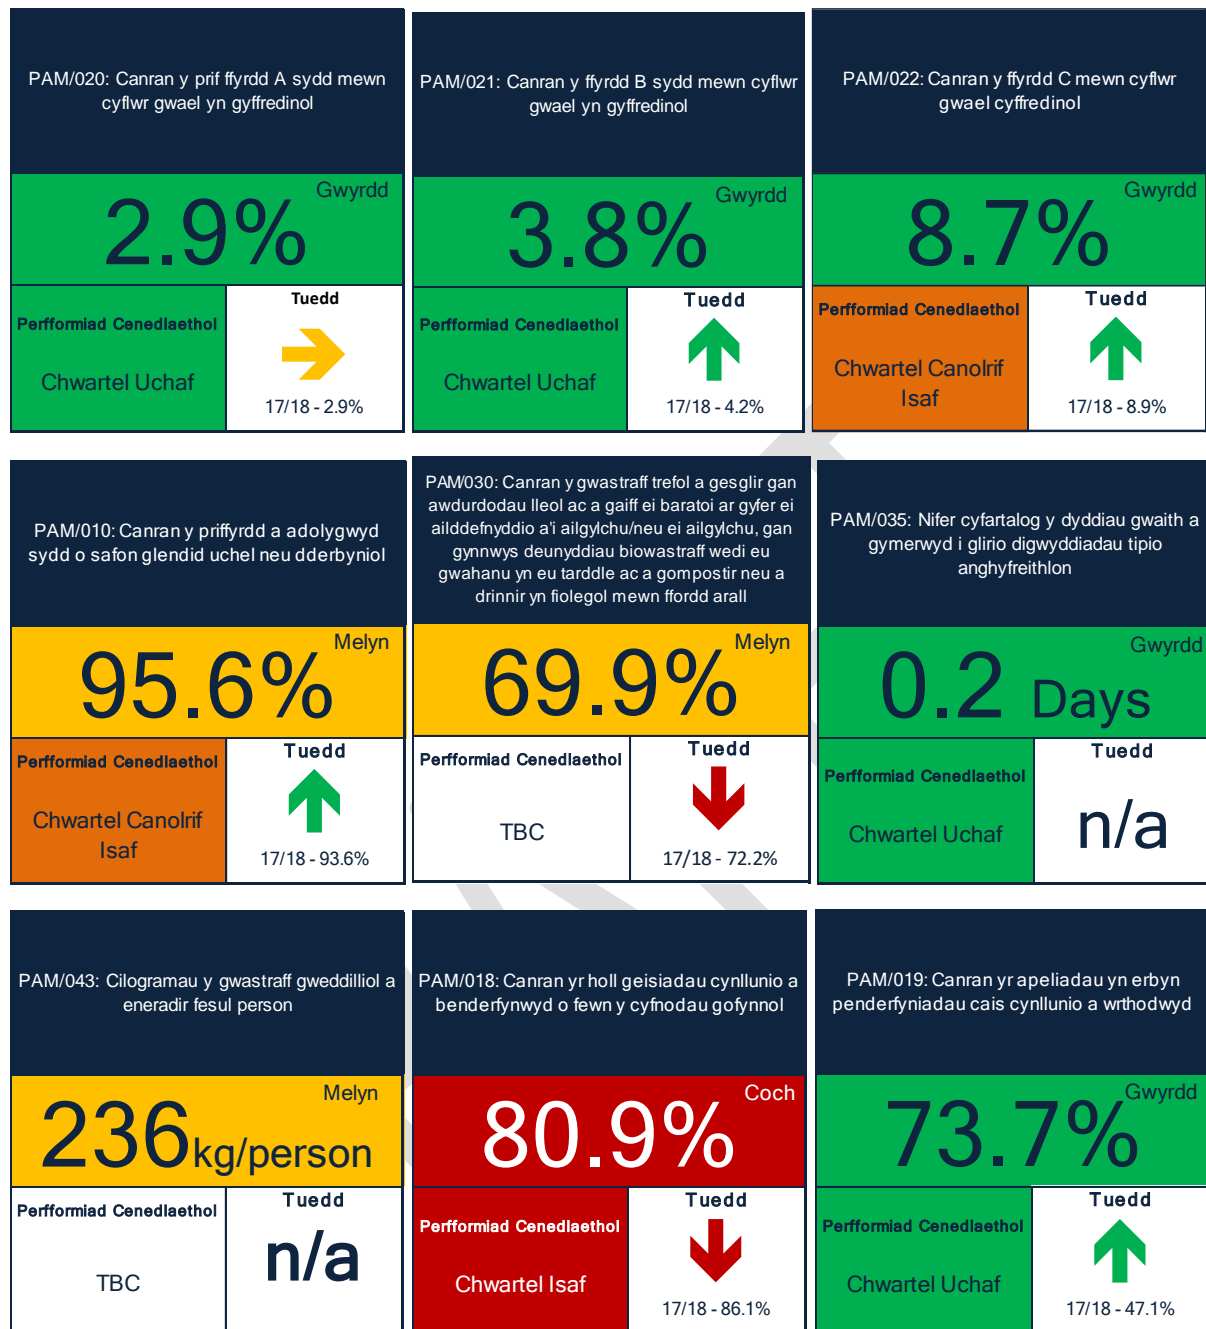 PAM/020: Canran y prif ffyrdd A sydd mewn
cyflwr gwael yn gyffredinol
Gwyrdd
2.9%
Perfformiad Cenedlaethol
Chwartel Uchaf
Tuedd
17/18 - 2.9%
PAM/021: Canran y ffyrdd B sydd mewn cyflwr
gwael yn gyffredinol
Gwyrdd
3.8%
Perfformiad Cenedlaethol
Chwartel Uchaf
Tuedd
17/18 - 4.2%
PAM/022: Canran y ffyrdd C mewn cyflwr
gwael cyffredinol
Gwyrdd
8.7%
Perfformiad Cenedlaethol
Chwartel Canolrif
Isaf
Tuedd
17/18 - 8.9%
PAM/010: Canran y priffyrdd a adolygwyd
sydd o safon glendid uchel neu dderbyniol
Melyn
95.6%
Perfformiad Cenedlaethol
Chwartel Canolrif
Isaf
Tuedd
17/18 - 93.6%
PAM/030: Canran y gwastraff trefol a gesglir gan
awdurdodau lleol ac a gaiff ei baratoi ar gyfer ei
ailddefnyddio a'i ailgylchu/neu ei ailgylchu, gan
gynnwys deunyddiau biowastraff wedi eu
gwahanu yn eu tarddle ac a gompostir neu a
drinnir yn fiolegol mewn ffordd arall
Melyn
69.9%
Perfformiad Cenedlaethol
TBC
Tuedd
17/18 - 72.2%
PAM/035: Nifer cyfartalog y dyddiau gwaith a
gymerwyd i glirio digwyddiadau tipio
anghyfreithlon
Gwyrdd
0.2 Days
Perfformiad Cenedlaethol
Chwartel Uchaf
Tuedd
n/a
PAM/043: Cilogramau y gwastraff gweddilliol a
eneradir fesul person
Melyn
236kg/person
Perfformiad Cenedlaethol
TBC
Tuedd
n/a
PAM/018: Canran yr holl geisiadau cynllunio a
benderfynwyd o fewn y cyfnodau gofynnol
Coch
80.9%
Perfformiad Cenedlaethol
Chwartel Isaf
Tuedd
17/18 - 86.1%
PAM/019: Canran yr apeliadau yn erbyn
penderfyniadau cais cynllunio a wrthodwyd
Gwyrdd
73.7%
Perfformiad Cenedlaethol
Chwartel Uchaf
Tuedd
17/18 - 47.1%